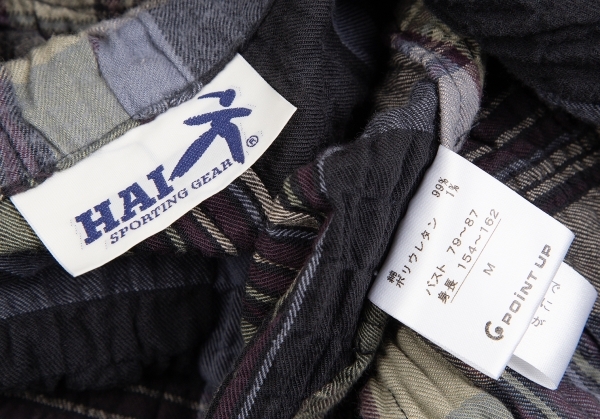 HAI
SPORTING GEAR®
綿 99%
ポリウレタン 1%
バスト 79〜87
身長 154〜162
M
POINT UP